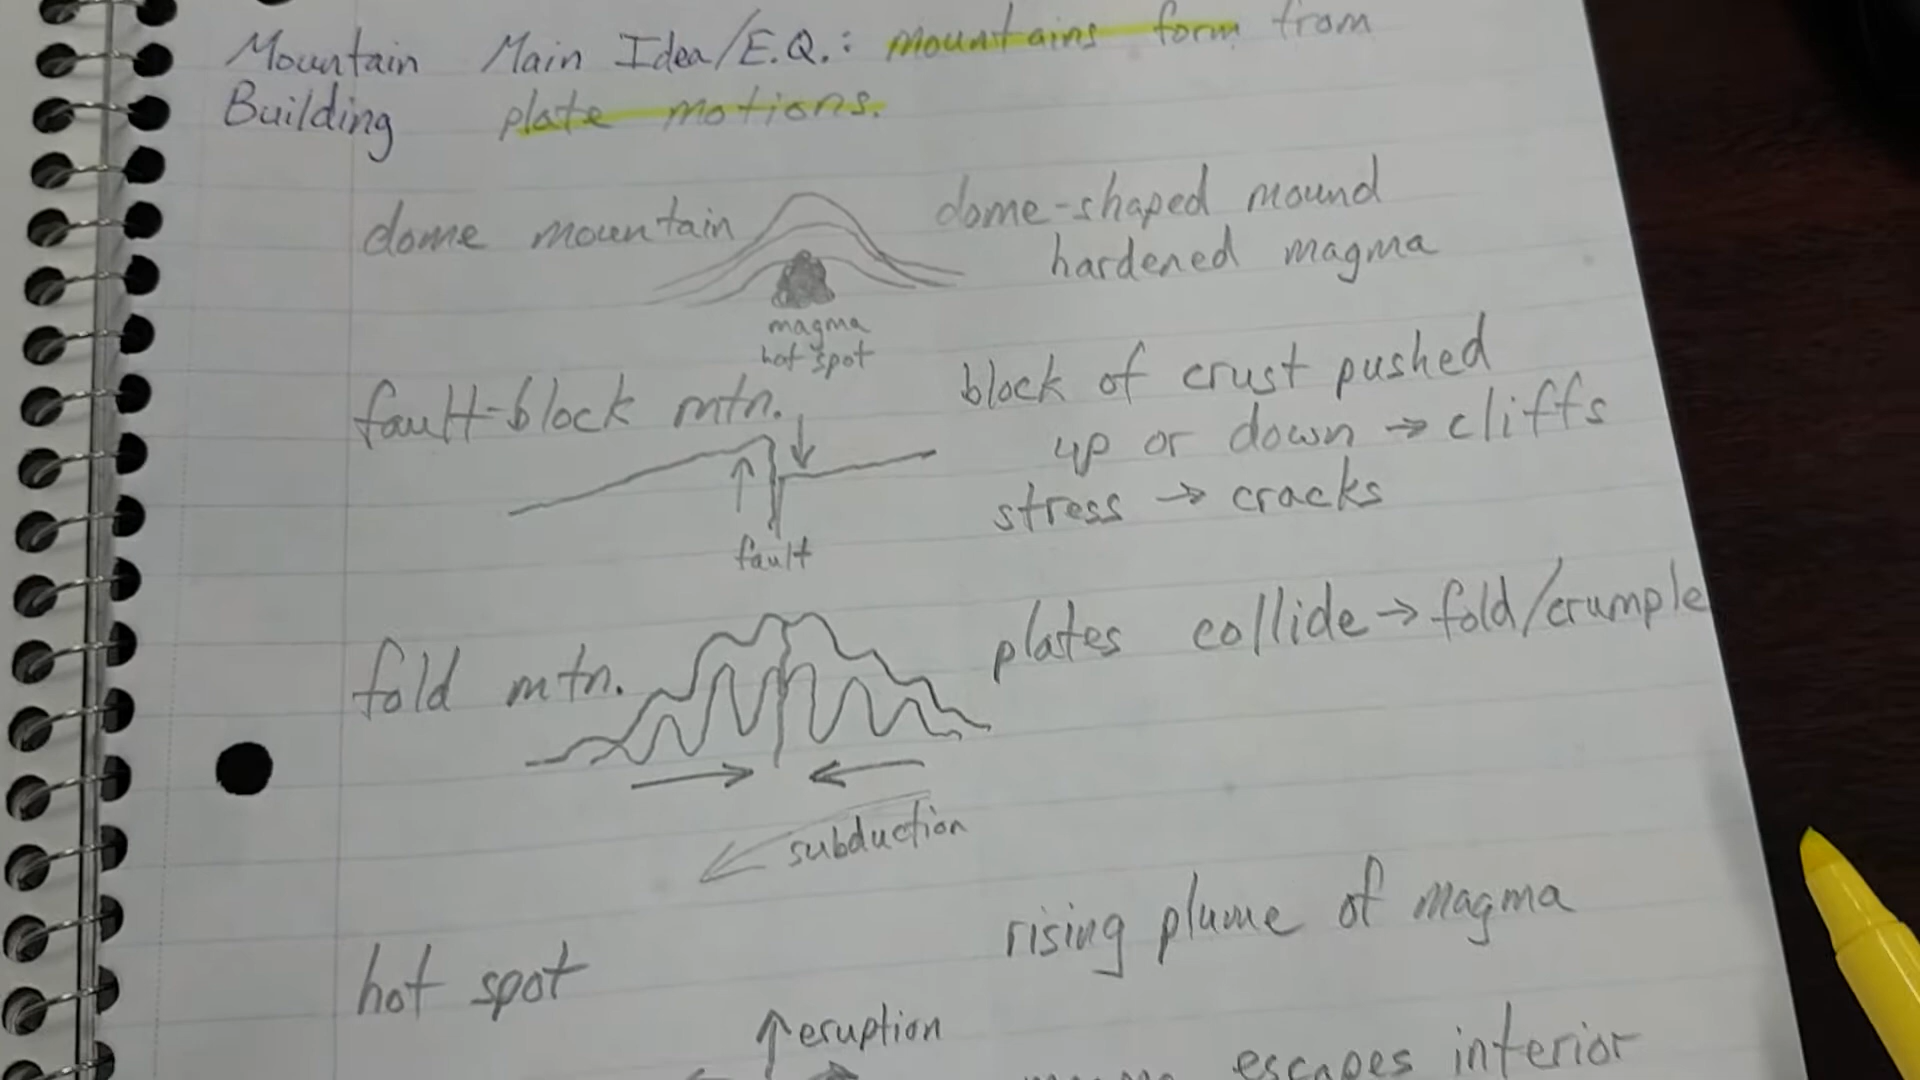 Mountain Main Idea/E.Q.: mountains form from
Building plate motions.
dome mountain
dome-shaped mound
hardened magma
magma
hot spot
fault-block mtn.
block of crust pushed
up or down → cliffs
stress → cracks
fault
fold mtn.
plates collide → fold/crumple
subduction
hot spot
rising plume of magma
↑ eruption
escapes interior